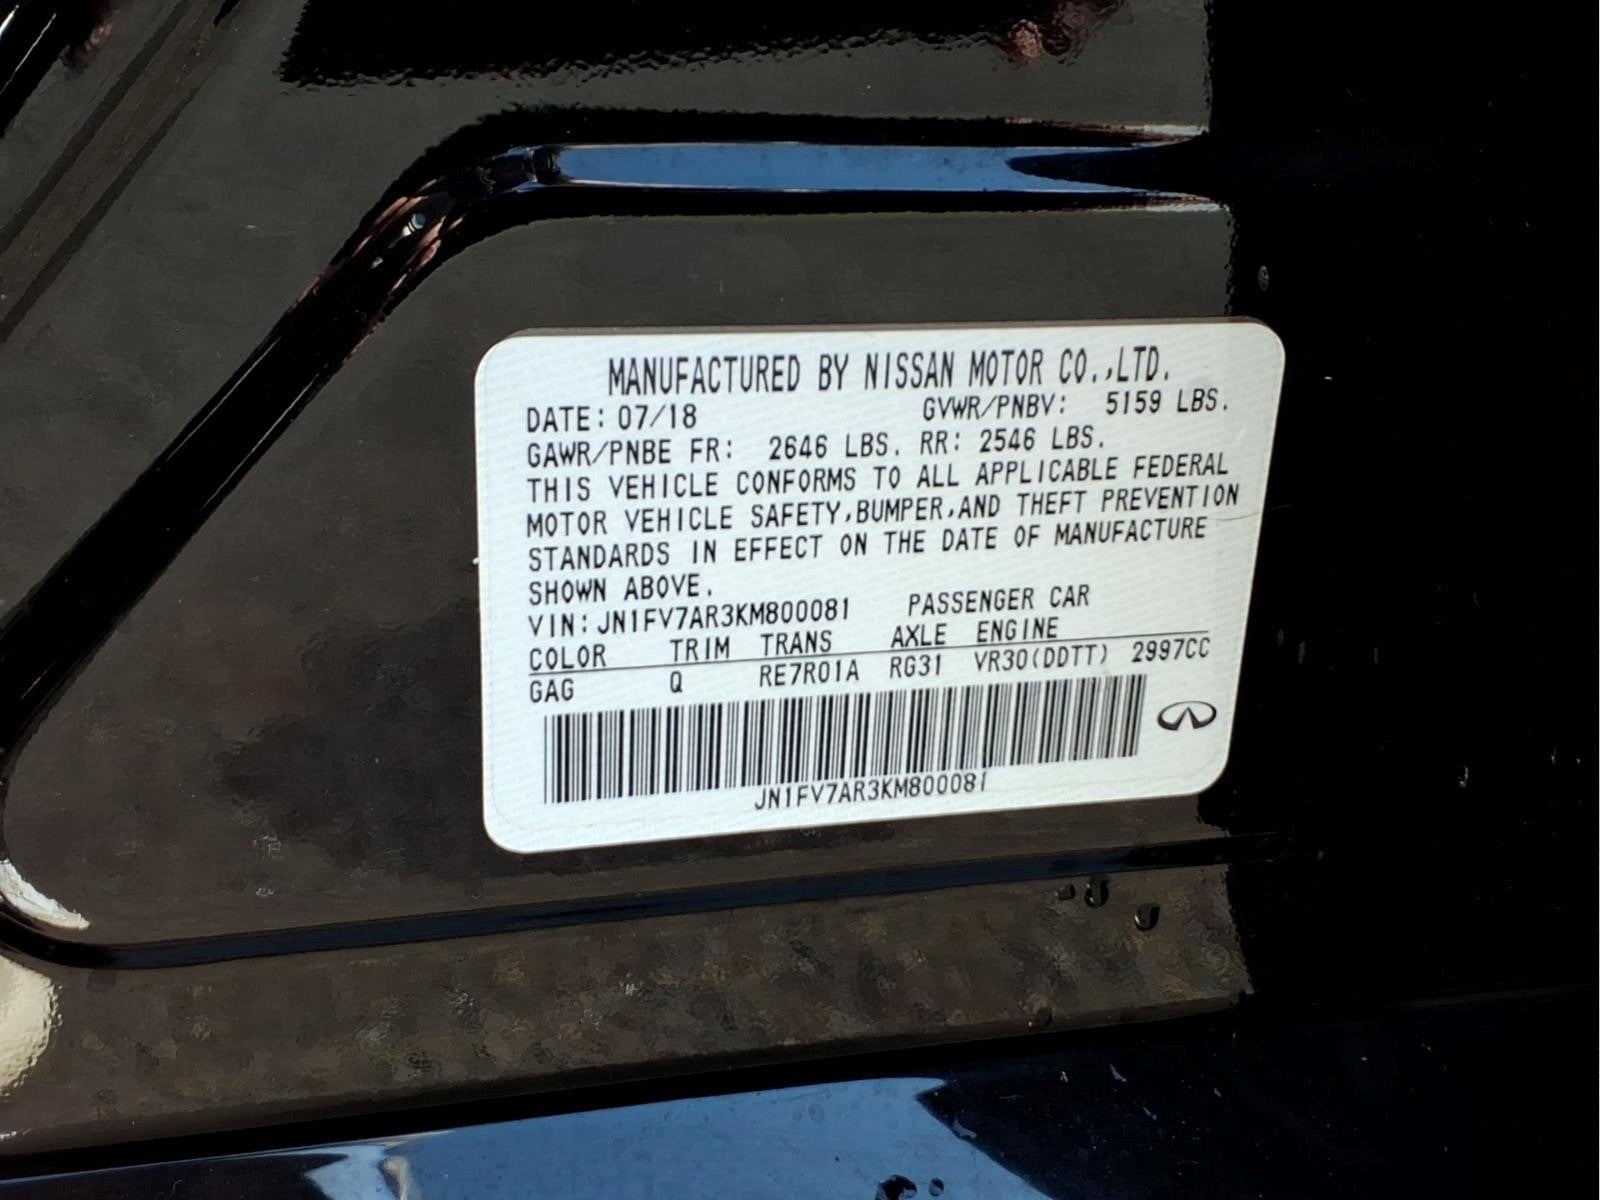 MANUFACTURED BY NISSAN MOTOR CO.,LTD.
DATE: 07/18 GVWR/PNBV: 5159 LBS.
GAWR/PNBE FR: 2646 LBS. RR: 2546 LBS.
THIS VEHICLE CONFORMS TO ALL APPLICABLE FEDERAL
MOTOR VEHICLE SAFETY,BUMPER,AND THEFT PREVENTION
STANDARDS IN EFFECT ON THE DATE OF MANUFACTURE
SHOWN ABOVE.
VIN: JN1FV7AR3KM800081 PASSENGER CAR
COLOR TRIM TRANS AXLE ENGINE
GAG Q RE7R01A RG31 VR30(DDTT) 2997CC
JN1FV7AR3KM800081